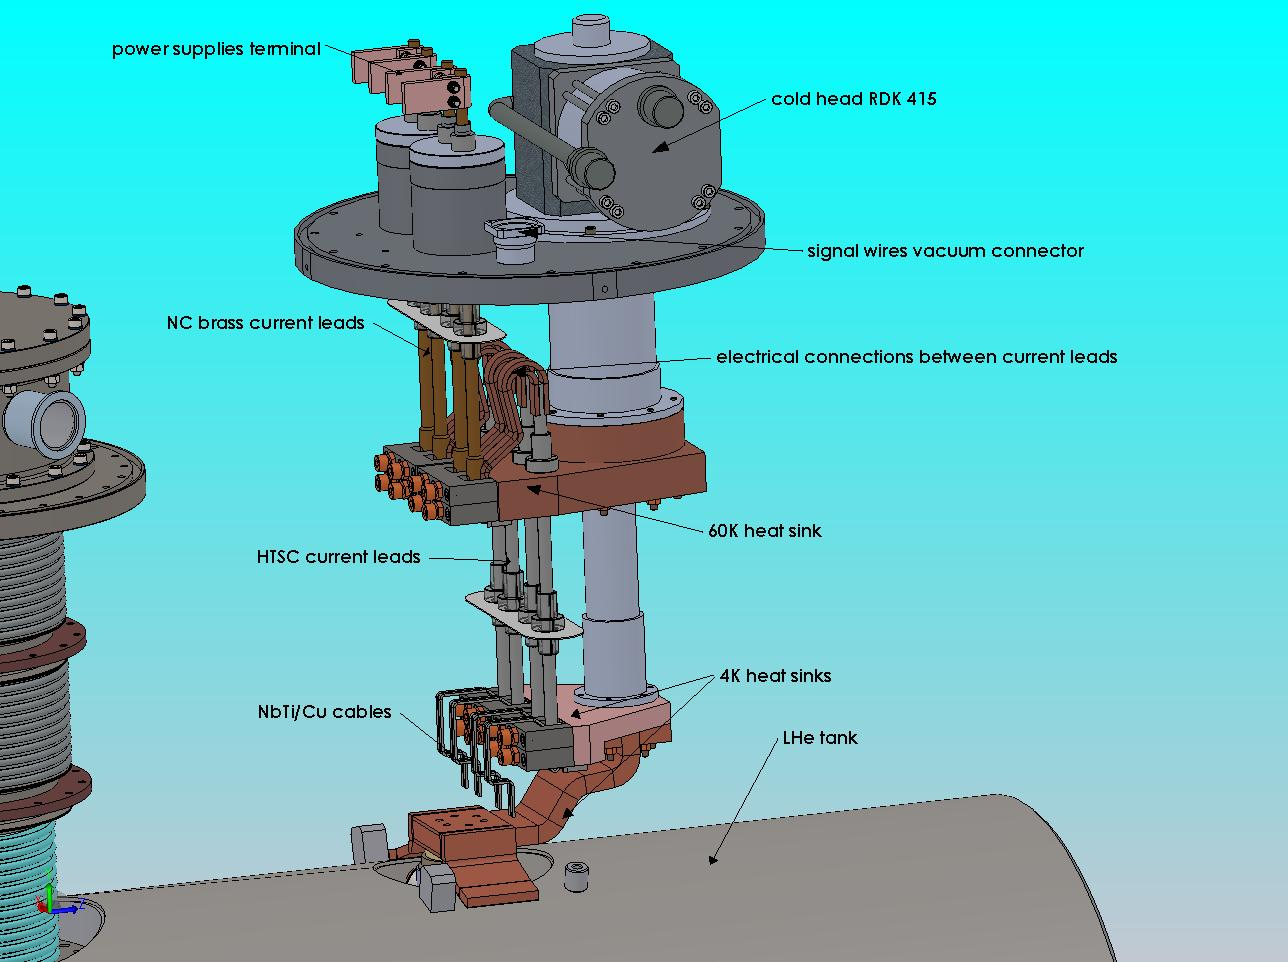 power supplies terminal
cold head RDK 415
signal wires vacuum connector
NC brass current leads
electrical connections between current leads
60K heat sink
HTSC current leads
4K heat sinks
NbTi/Cu cables
LHe tank